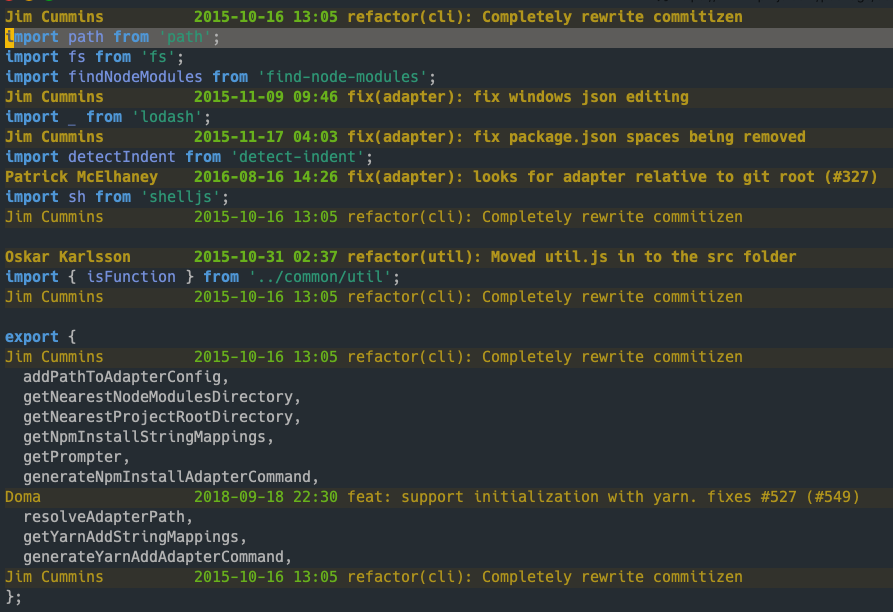 Jim Cummins          2015-10-16 13:05 refactor(cli): Completely rewrite commitizen
import path from 'path';
import fs from 'fs';
import findNodeModules from 'find-node-modules';
Jim Cummins          2015-11-09 09:46 fix(adapter): fix windows json editing
import _ from 'lodash';
Jim Cummins          2015-11-17 04:03 fix(adapter): fix package.json spaces being removed
import detectIndent from 'detect-indent';
Patrick McElhaney    2016-08-16 14:26 fix(adapter): looks for adapter relative to git root (#327)
import sh from 'shelljs';
Jim Cummins          2015-10-16 13:05 refactor(cli): Completely rewrite commitizen

Oskar Karlsson       2015-10-31 02:37 refactor(util): Moved util.js in to the src folder
import { isFunction } from '../common/util';
Jim Cummins          2015-10-16 13:05 refactor(cli): Completely rewrite commitizen

export {
Jim Cummins          2015-10-16 13:05 refactor(cli): Completely rewrite commitizen
  addPathToAdapterConfig,
  getNearestNodeModulesDirectory,
  getNearestProjectRootDirectory,
  getNpmInstallStringMappings,
  getPrompter,
  generateNpmInstallAdapterCommand,
Doma                 2018-09-18 22:30 feat: support initialization with yarn. fixes #527 (#549)
  resolveAdapterPath,
  getYarnAddStringMappings,
  generateYarnAddAdapterCommand,
Jim Cummins          2015-10-16 13:05 refactor(cli): Completely rewrite commitizen
};